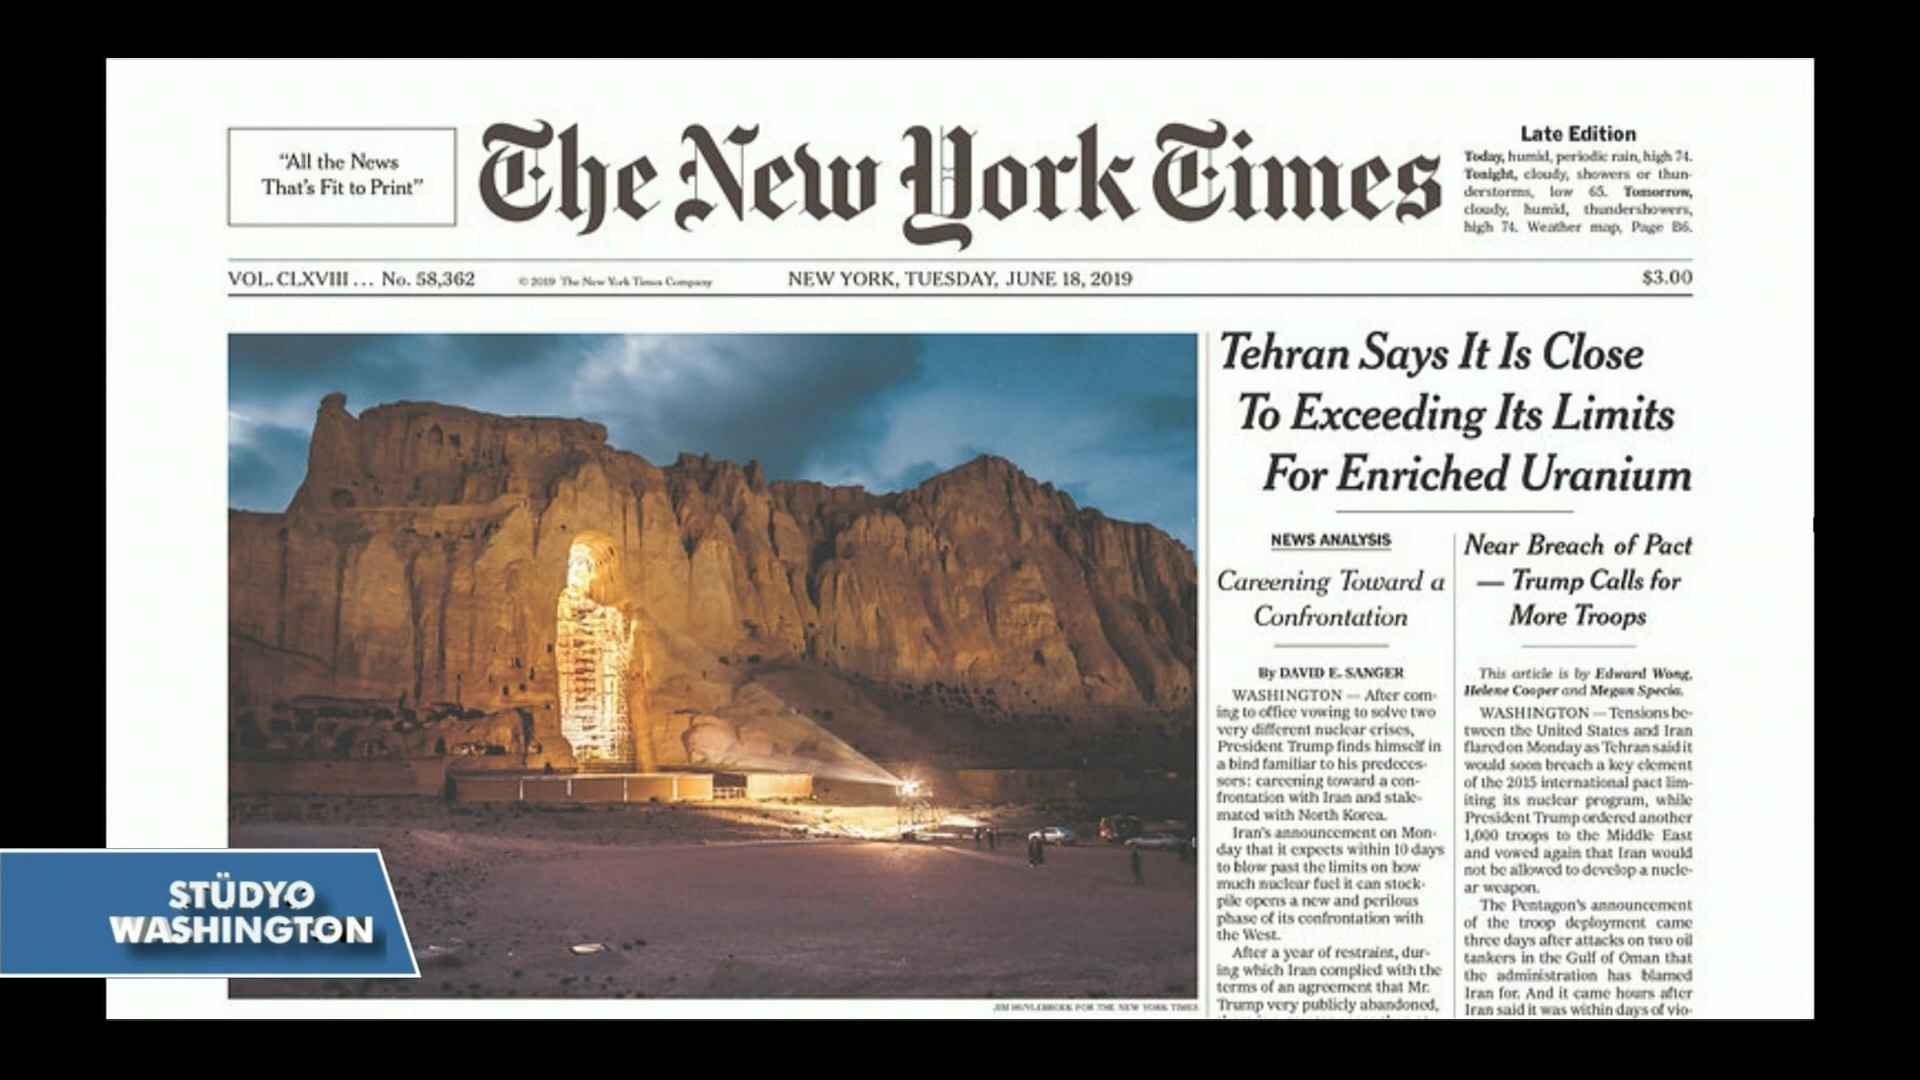 “All the News
That’s Fit to Print”
The New York Times
Late Edition
Today, humid, periodic rain, high 74.
Tonight, cloudy, showers or thun-
derstorms, low 65. Tomorrow,
cloudy, humid, thundershowers,
high 74. Weather map, Page B6.
VOL. CLXVIII ... No. 58,362
© 2019 The New York Times Company
NEW YORK, TUESDAY, JUNE 18, 2019
$3.00
Tehran Says It Is Close
To Exceeding Its Limits
For Enriched Uranium
NEWS ANALYSIS
Careening Toward a
Confrontation
By DAVID E. SANGER
WASHINGTON — After com-
ing to office vowing to solve two
very different nuclear crises,
President Trump finds himself in
a bind familiar to his predeces-
sors: careening toward a con-
frontation with Iran and stale-
mated with North Korea.
Iran’s announcement on Mon-
day that it expects within 10 days
to blow past the limits on how
much nuclear fuel it can stock-
pile opens a new and perilous
phase of its confrontation with
the West.
After a year of restraint, dur-
ing which Iran complied with the
terms of an agreement that Mr.
Trump very publicly abandoned,
Near Breach of Pact
— Trump Calls for
More Troops
This article is by Edward Wong,
Helene Cooper and Megan Specia.
WASHINGTON — Tensions be-
tween the United States and Iran
flared on Monday as Tehran said it
would soon breach a key element
of the 2015 international pact lim-
iting its nuclear program, while
President Trump ordered another
1,000 troops to the Middle East
and vowed again that Iran would
not be allowed to develop a nucle-
ar weapon.
The Pentagon’s announcement
of the troop deployment came
three days after attacks on two oil
tankers in the Gulf of Oman that
the administration has blamed
Iran for. And it came hours after
Iran said it was within days of vio-
JIM HUYLEBROEK FOR THE NEW YORK TIMES
STÜDYO
WASHINGTON